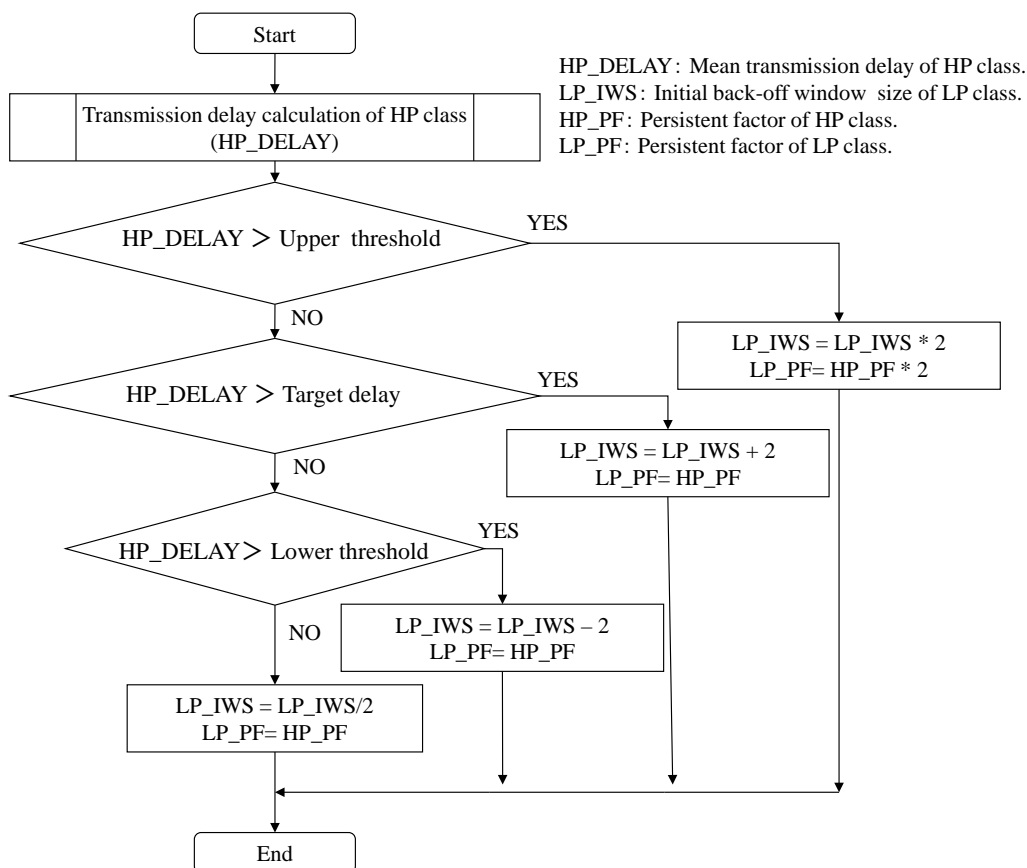 Start
HP_DELAY: Mean transmission delay of HP class.
LP_IWS: Initial back-off window size of LP class.
HP_PF: Persistent factor of HP class.
LP_PF: Persistent factor of LP class.
Transmission delay calculation of HP class
(HP_DELAY)
HP_DELAY > Upper threshold
YES
NO
LP_IWS = LP_IWS * 2
LP_PF= HP_PF * 2
HP_DELAY > Target delay
YES
NO
LP_IWS = LP_IWS + 2
LP_PF= HP_PF
HP_DELAY > Lower threshold
YES
NO
LP_IWS = LP_IWS – 2
LP_PF= HP_PF
LP_IWS = LP_IWS/2
LP_PF= HP_PF
End